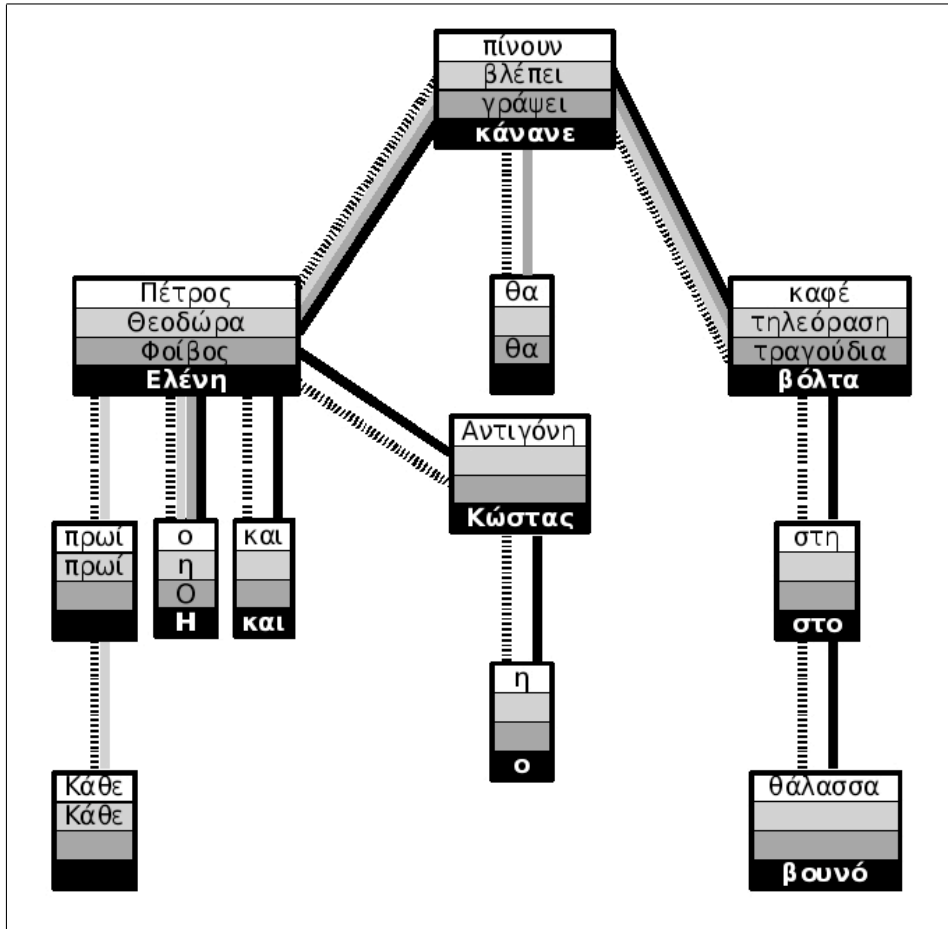 πίνουν
βλέπει
γράψει
κάνανε
Πέτρος
Θεοδώρα
Φοίβος
Ελένη
θα
θα
καφέ
τηλεόραση
τραγούδια
βόλτα
Αντιγόνη
Κώστας
πρωί
πρωί
ο
η
Ο
Η
και
και
στη
στο
η
ο
Κάθε
Κάθε
θάλασσα
βουνό